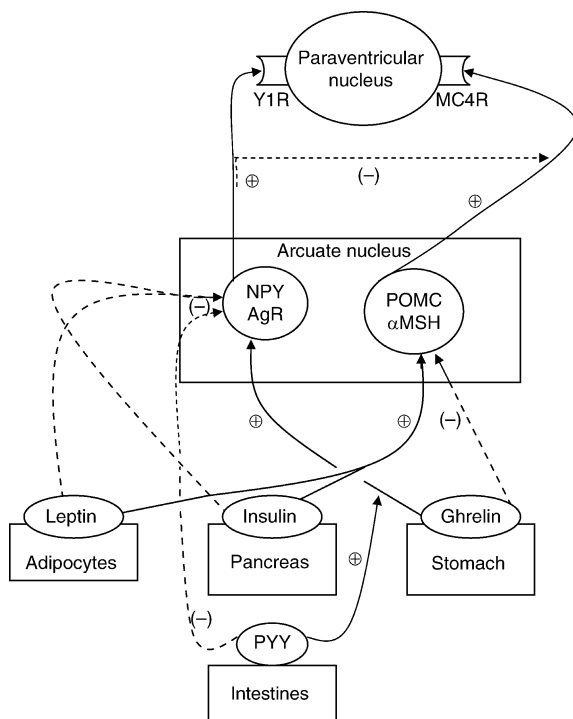 Paraventricular
nucleus
Y1R
MC4R
(−)
⊕
⊕
Arcuate nucleus
NPY
AgR
POMC
αMSH
(−)
⊕
⊕
(−)
Leptin
Insulin
Ghrelin
Adipocytes
Pancreas
Stomach
⊕
(−)
PYY
Intestines